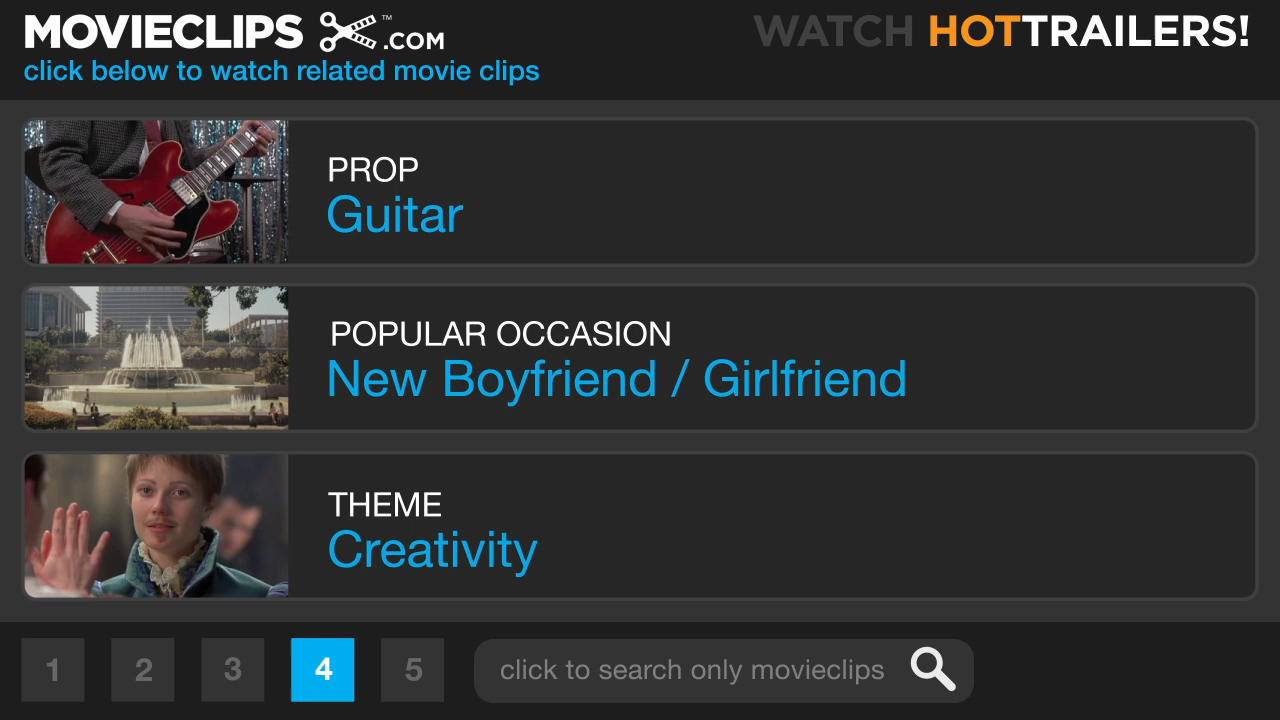 MOVIECLIPS ™ .COM
WATCH HOTTRAILERS!
click below to watch related movie clips
PROP
Guitar
POPULAR OCCASION
New Boyfriend / Girlfriend
THEME
Creativity
1 2 3 4 5 click to search only movieclips